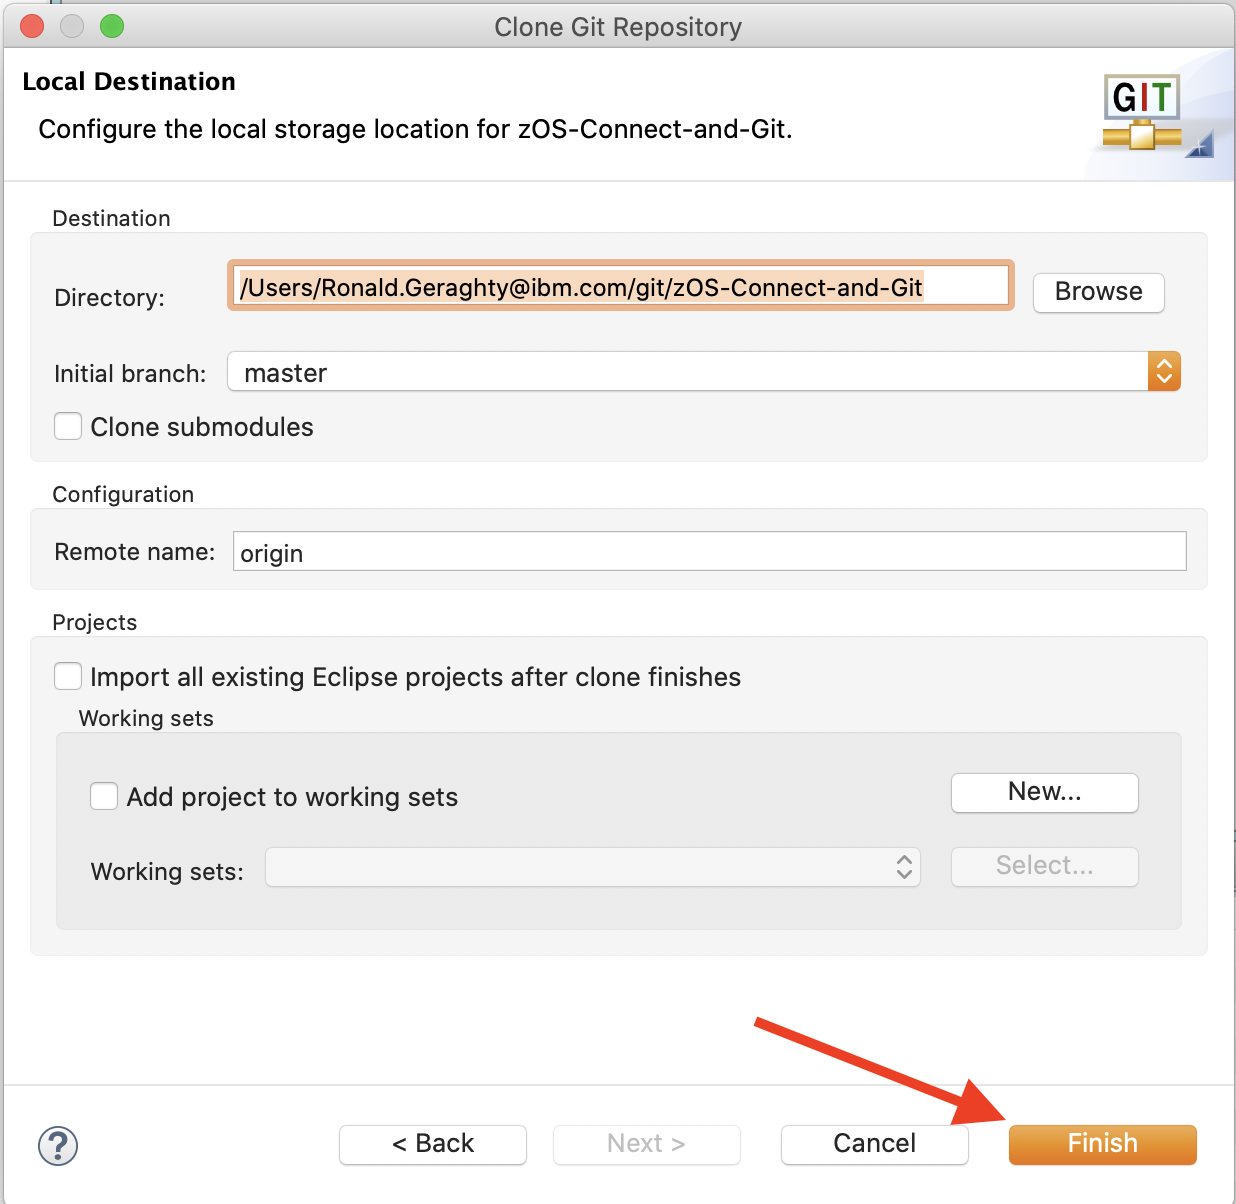 Clone Git Repository
Local Destination
Configure the local storage location for zOS-Connect-and-Git.
GIT
Destination
Directory: /Users/Ronald.Geraghty@ibm.com/git/zOS-Connect-and-Git Browse
Initial branch: master
Clone submodules
Configuration
Remote name: origin
Projects
Import all existing Eclipse projects after clone finishes
Working sets
Add project to working sets New...
Working sets: Select...
? < Back Next > Cancel Finish